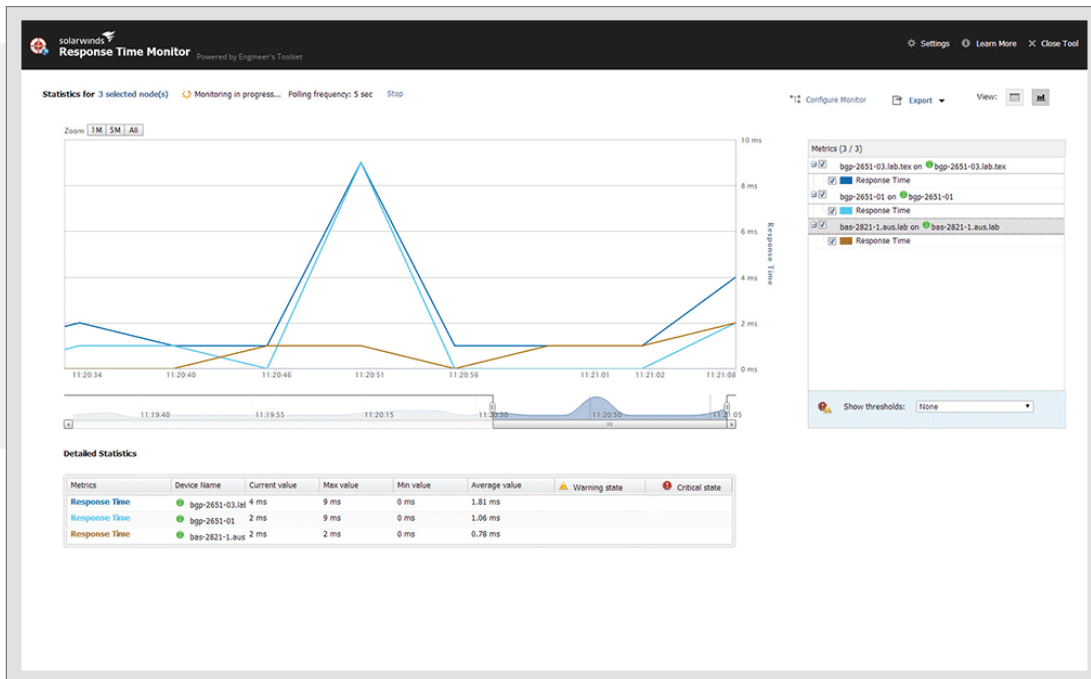 solarwinds
Response Time Monitor Powered by Engineer's Toolset
Settings Learn More Close Tool
Statistics for 3 selected node(s) Monitoring in progress... Polling frequency: 5 sec Stop
Configure Monitor Export View:
Zoom 1M 5M All
10 ms
8 ms
6 ms
4 ms
2 ms
0 ms
Response Time
11:20:34 11:20:40 11:20:46 11:20:51 11:20:56 11:21:01 11:21:02 11:21:08
11:19:40 11:19:55 11:20:15 11:20:30 11:20:50 11:21:05
Metrics (3 / 3)
bgp-2651-03.lab.tex on bgp-2651-03.lab.tex
Response Time
bgp-2651-01 on bgp-2651-01
Response Time
bas-2821-1.aus.lab on bas-2821-1.aus.lab
Response Time
Show thresholds: None
Detailed Statistics
Metrics Device Name Current value Max value Min value Average value Warning state Critical state
Response Time bgp-2651-03.lal 4 ms 9 ms 0 ms 1.81 ms
Response Time bgp-2651-01 2 ms 9 ms 0 ms 1.06 ms
Response Time bas-2821-1.aus 2 ms 2 ms 0 ms 0.78 ms